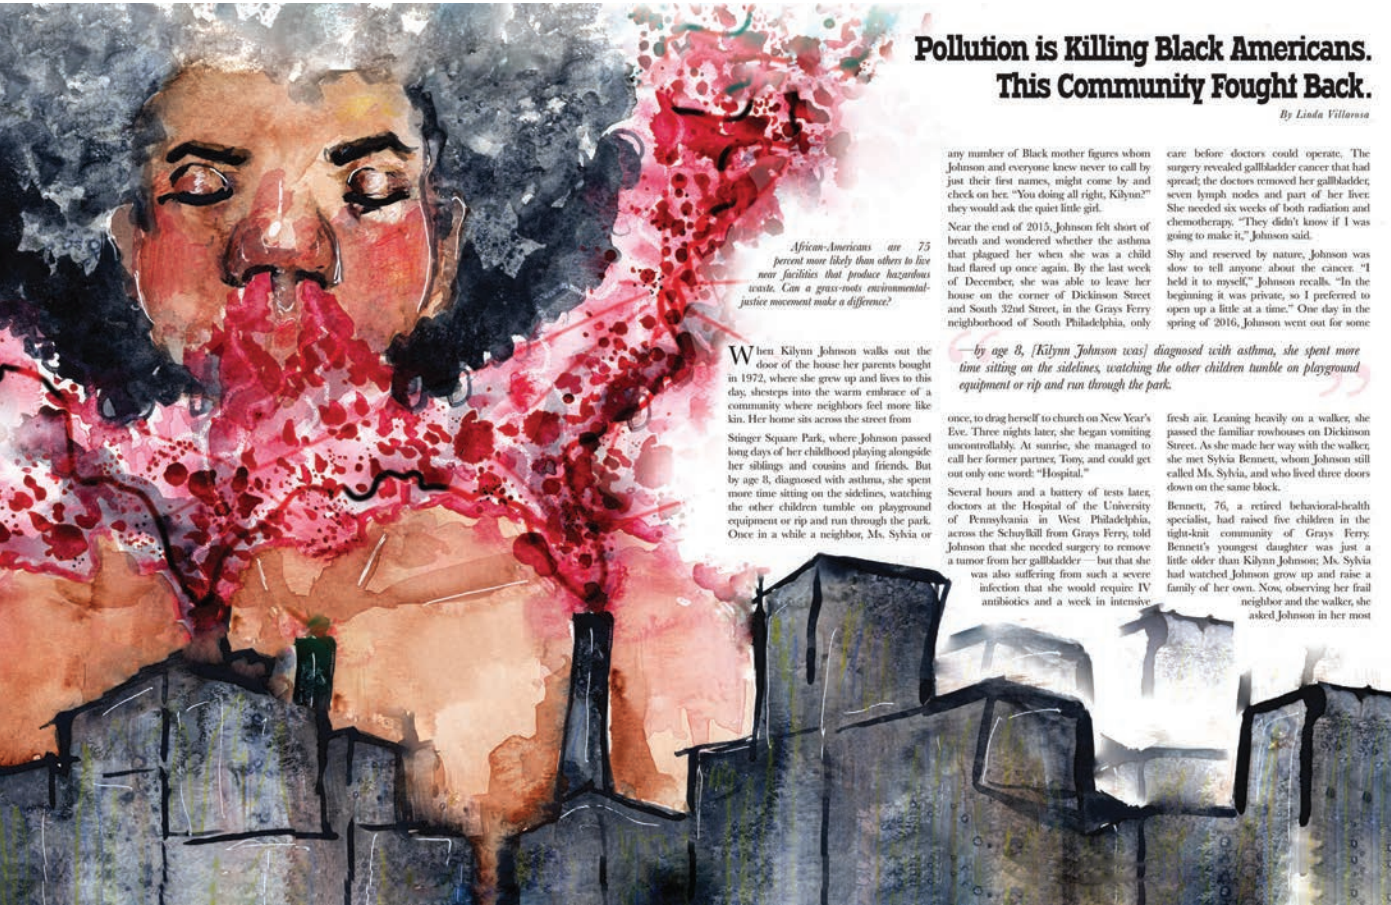 Pollution is Killing Black Americans.
This Community Fought Back.
By Linda Villarosa
African-Americans are 75
percent more likely than others to live
near facilities that produce hazardous
waste. Can a grass-roots environmental-
justice movement make a difference?
When Kilynn Johnson walks out the
door of the house her parents bought
in 1972, where she grew up and lives to this
day, shesteps into the warm embrace of a
community where neighbors feel more like
kin. Her home sits across the street from
Stinger Square Park, where Johnson passed
long days of her childhood playing alongside
her siblings and cousins and friends. But
by age 8, diagnosed with asthma, she spent
more time sitting on the sidelines, watching
the other children tumble on playground
equipment or rip and run through the park.
Once in a while a neighbor, Ms. Sylvia or
any number of Black mother figures whom
Johnson and everyone knew never to call by
just their first names, might come by and
check on her. “You doing all right, Kilynn?”
they would ask the quiet little girl.
Near the end of 2015, Johnson felt short of
breath and wondered whether the asthma
that plagued her when she was a child
had flared up once again. By the last week
of December, she was able to leave her
house on the corner of Dickinson Street
and South 32nd Street, in the Grays Ferry
neighborhood of South Philadelphia, only
“—by age 8, [Kilynn Johnson was] diagnosed with asthma, she spent more
time sitting on the sidelines, watching the other children tumble on playground
equipment or rip and run through the park. ”
once, to drag herself to church on New Year’s
Eve. Three nights later, she began vomiting
uncontrollably. At sunrise, she managed to
call her former partner, Tony, and could get
out only one word: “Hospital.”
Several hours and a battery of tests later,
doctors at the Hospital of the University
of Pennsylvania in West Philadelphia,
across the Schuylkill from Grays Ferry, told
Johnson that she needed surgery to remove
a tumor from her gallbladder — but that she
was also suffering from such a severe
infection that she would require IV
antibiotics and a week in intensive
care before doctors could operate. The
surgery revealed gallbladder cancer that had
spread; the doctors removed her gallbladder,
seven lymph nodes and part of her liver.
She needed six weeks of both radiation and
chemotherapy. “They didn’t know if I was
going to make it,” Johnson said.
Shy and reserved by nature, Johnson was
slow to tell anyone about the cancer. “I
held it to myself,” Johnson recalls. “In the
beginning it was private, so I preferred to
open up a little at a time.” One day in the
spring of 2016, Johnson went out for some
fresh air. Leaning heavily on a walker, she
passed the familiar rowhouses on Dickinson
Street. As she made her way with the walker,
she met Sylvia Bennett, whom Johnson still
called Ms. Sylvia, and who lived three doors
down on the same block.
Bennett, 76, a retired behavioral-health
specialist, had raised five children in the
tight-knit community of Grays Ferry.
Bennett’s youngest daughter was just a
little older than Kilynn Johnson; Ms. Sylvia
had watched Johnson grow up and raise a
family of her own. Now, observing her frail
neighbor and the walker, she
asked Johnson in her most